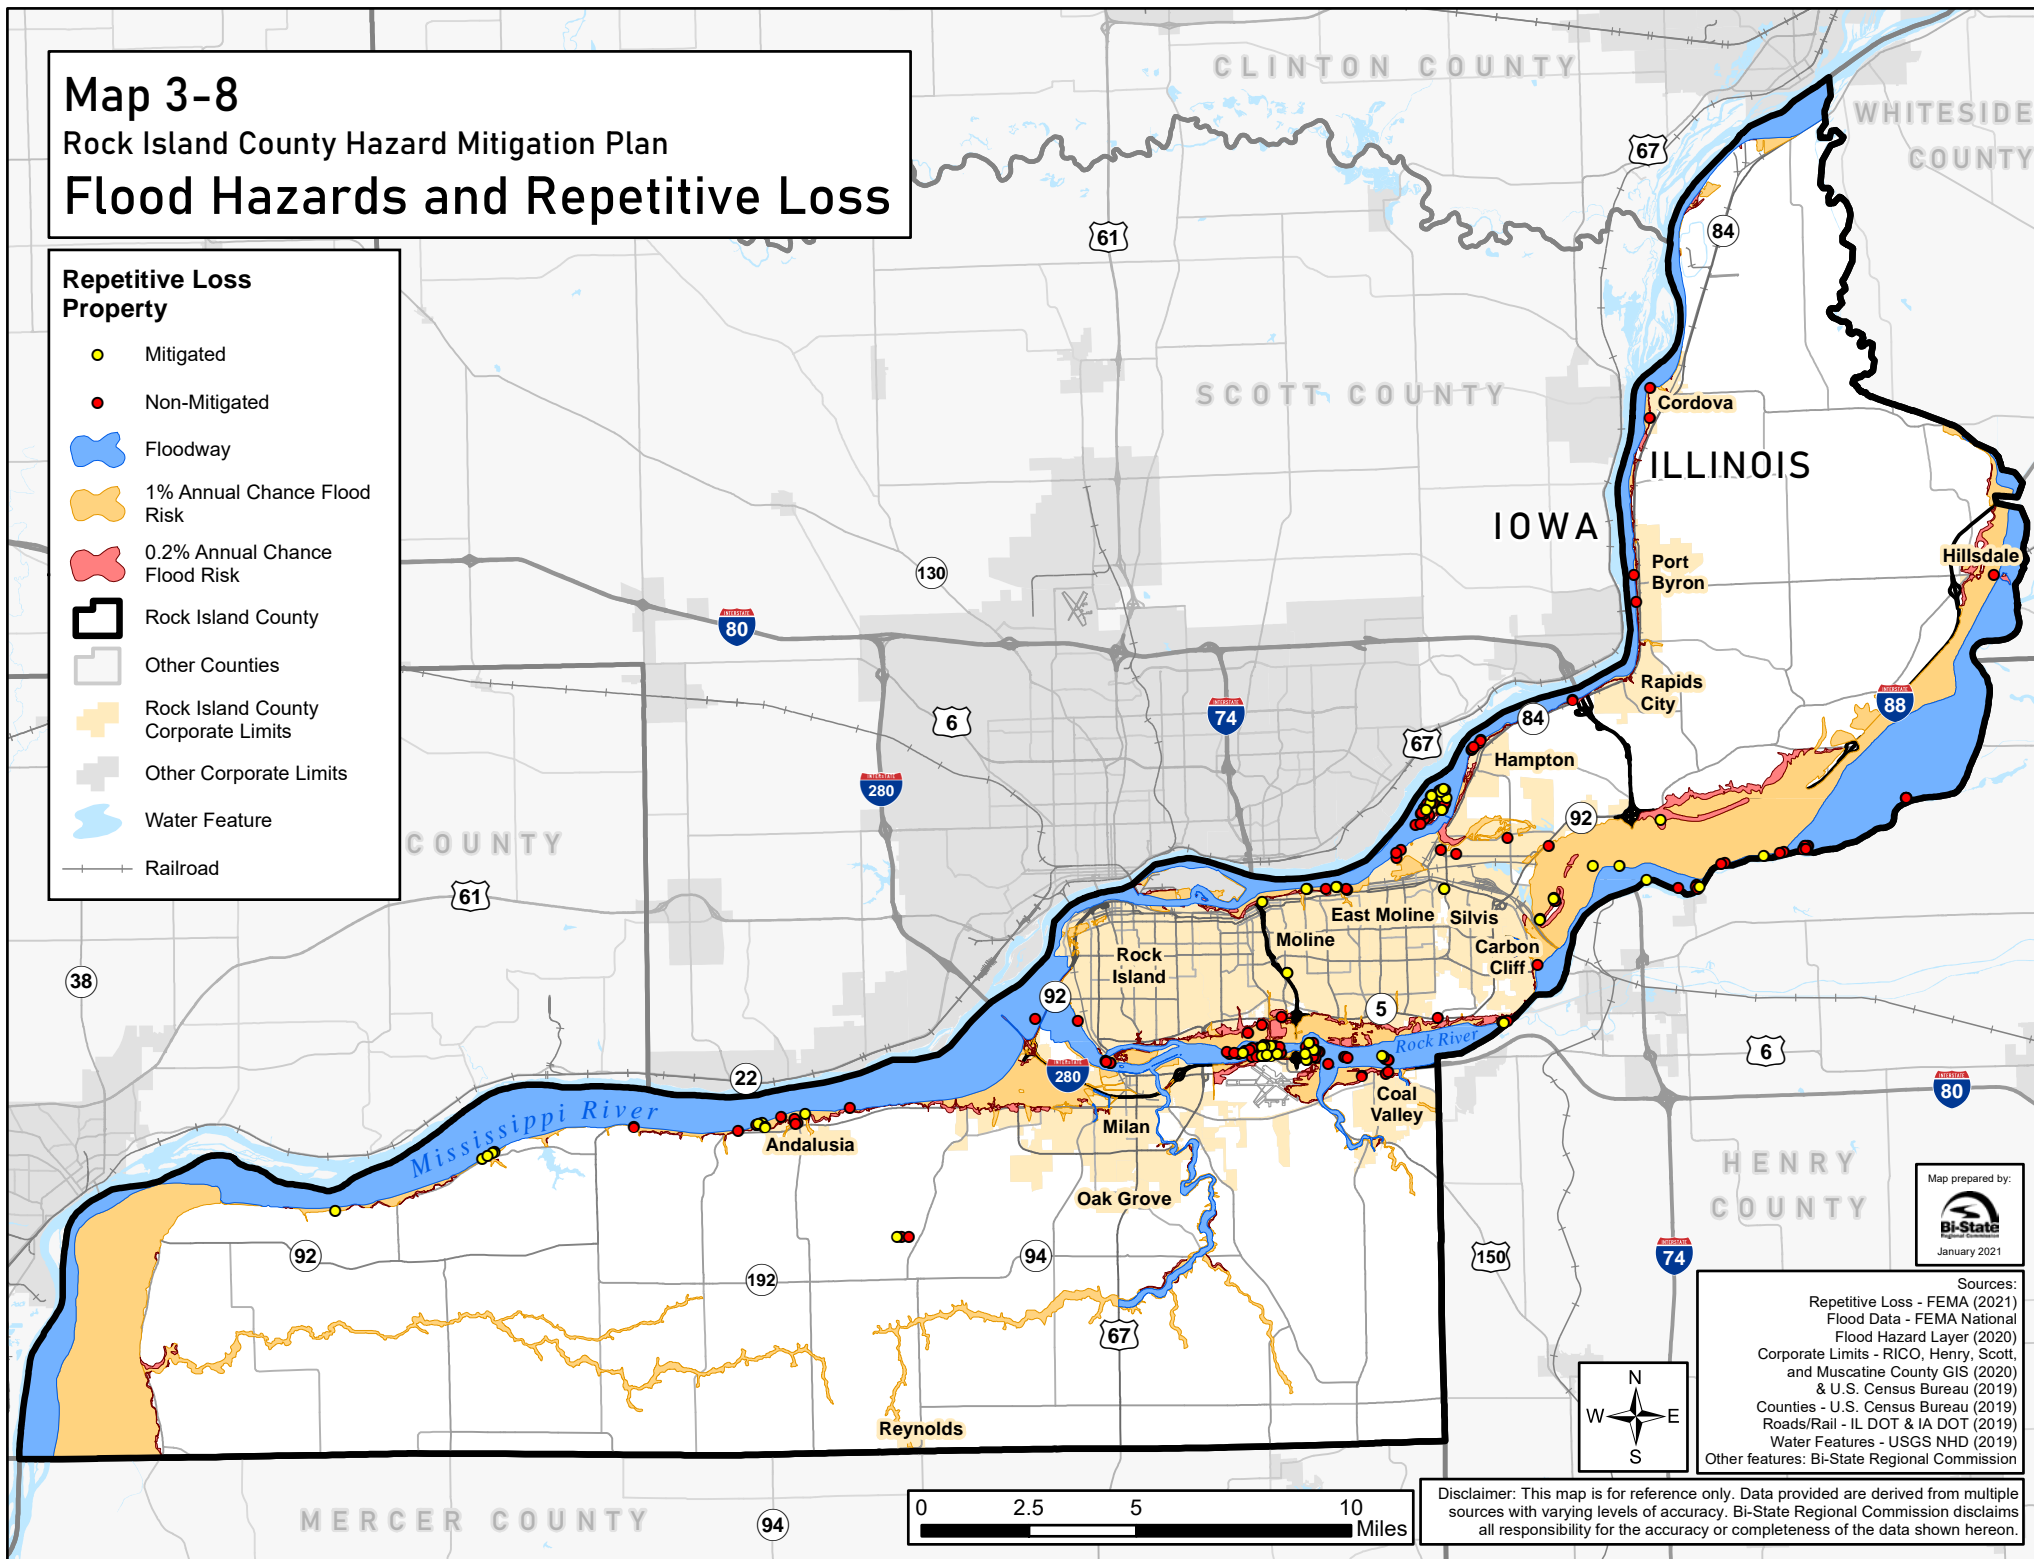 Map 3-8
Rock Island County Hazard Mitigation Plan
Flood Hazards and Repetitive Loss
Repetitive Loss
Property
Mitigated
Non-Mitigated
Floodway
1% Annual Chance Flood
Risk
0.2% Annual Chance
Flood Risk
Rock Island County
Other Counties
Rock Island County
Corporate Limits
Other Corporate Limits
Water Feature
Railroad
CLINTON COUNTY
WHITESIDE
COUNTY
67
84
61
SCOTT COUNTY
Cordova
ILLINOIS
IOWA
130
Port
Byron
Hillsdale
INTERSTATE
80
Rapids
City
INTERSTATE
88
6
INTERSTATE
74
84
67
Hampton
INTERSTATE
280
92
COUNTY
61
East Moline
Silvis
Moline
Carbon
Cliff
Rock
Island
38
92
5
Rock River
6
INTERSTATE
280
22
INTERSTATE
80
Coal
Valley
Mississippi River
Milan
Andalusia
HENRY
COUNTY
Oak Grove
92
94
150
INTERSTATE
74
192
67
Reynolds
MERCER COUNTY
94
Map prepared by:
Bi-State
Regional Commission
January 2021
Sources:
Repetitive Loss - FEMA (2021)
Flood Data - FEMA National
Flood Hazard Layer (2020)
Corporate Limits - RICO, Henry, Scott,
and Muscatine County GIS (2020)
& U.S. Census Bureau (2019)
Counties - U.S. Census Bureau (2019)
Roads/Rail - IL DOT & IA DOT (2019)
Water Features - USGS NHD (2019)
Other features: Bi-State Regional Commission
N
W E
S
0 2.5 5 10
Miles
Disclaimer: This map is for reference only. Data provided are derived from multiple
sources with varying levels of accuracy. Bi-State Regional Commission disclaims
all responsibility for the accuracy or completeness of the data shown hereon.